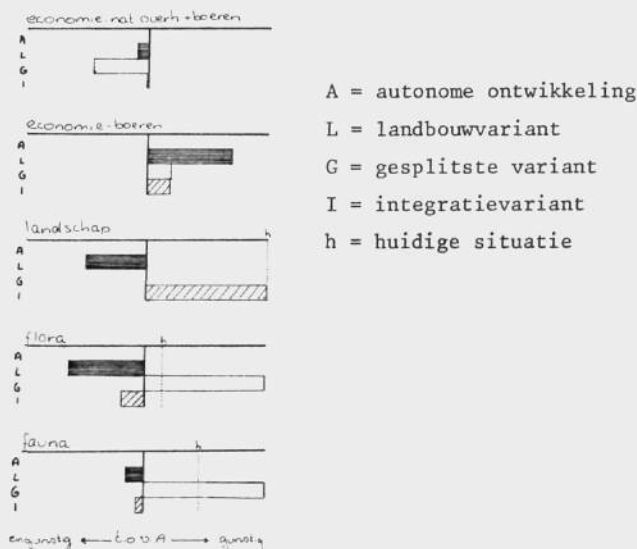 economie: nat overh + boeren
A
L
G
I
economie - boeren
A
L
G
I
landschap
h
A
L
G
I
flora
h
A
L
G
I
fauna
h
A
L
G
I
ongunstig ← t.o.v. A → gunstig
A = autonome ontwikkeling
L = landbouwvariant
G = gesplitste variant
I = integratievariant
h = huidige situatie